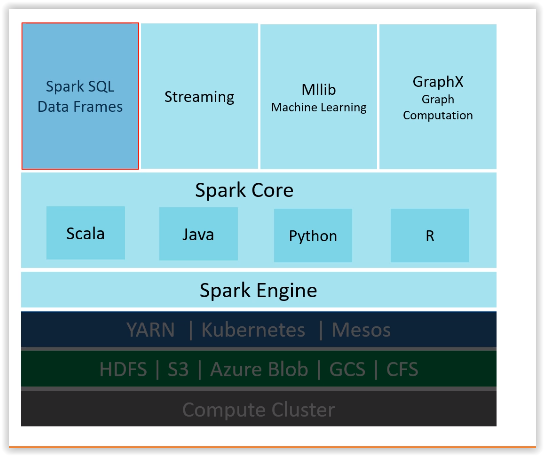 Spark SQL
Data Frames
Streaming
Mllib
Machine Learning
GraphX
Graph
Computation
Spark Core
Scala
Java
Python
R
Spark Engine
YARN | Kubernetes | Mesos
HDFS | S3 | Azure Blob | GCS | CFS
Compute Cluster